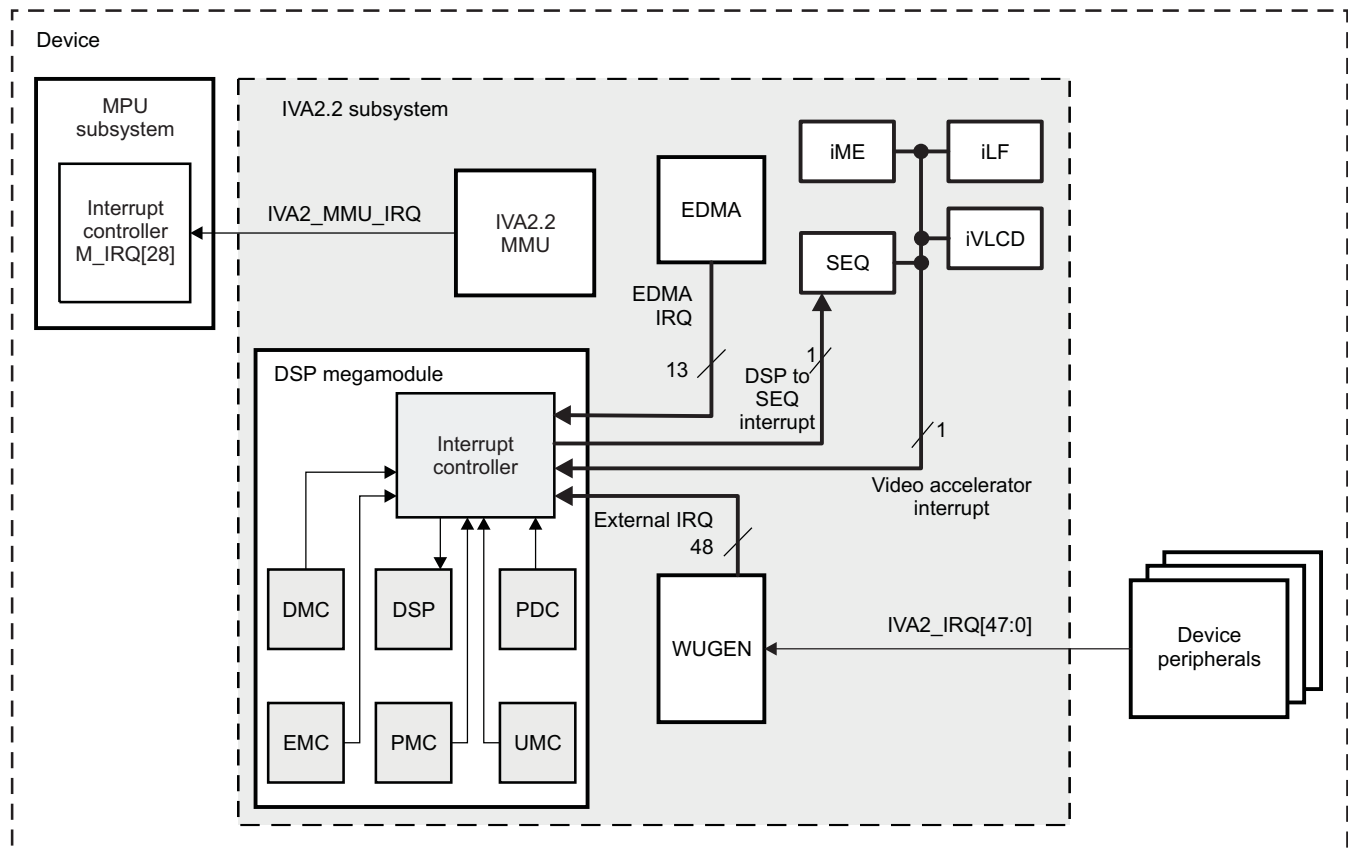 Device
MPU
subsystem
Interrupt
controller
M_IRQ[28]
IVA2.2 subsystem
IVA2_MMU_IRQ
IVA2.2
MMU
EDMA
iME
iLF
SEQ
iVLCD
EDMA
IRQ
13
1
DSP to
SEQ
interrupt
1
Video accelerator
interrupt
DSP megamodule
Interrupt
controller
External IRQ
48
DMC
DSP
PDC
EMC
PMC
UMC
WUGEN
IVA2_IRQ[47:0]
Device
peripherals